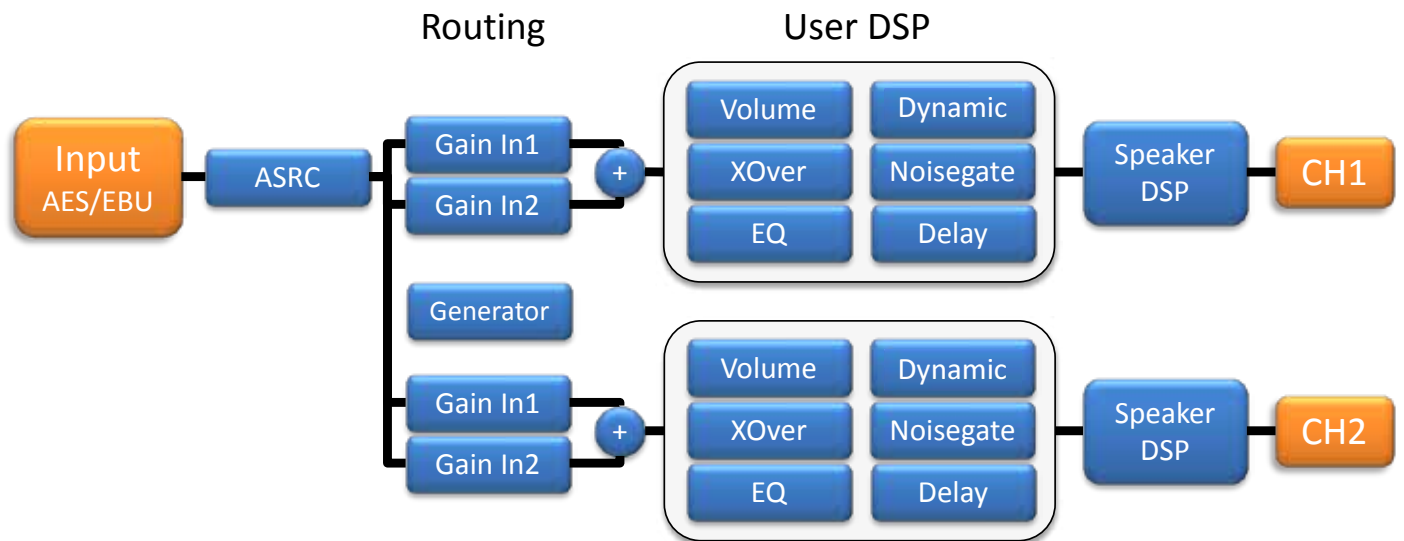 Routing
User DSP
Input
AES/EBU
ASRC
Gain In1
Gain In2
+
Volume
Dynamic
XOver
Noisegate
EQ
Delay
Speaker
DSP
CH1
Generator
Gain In1
Gain In2
+
Volume
Dynamic
XOver
Noisegate
EQ
Delay
Speaker
DSP
CH2